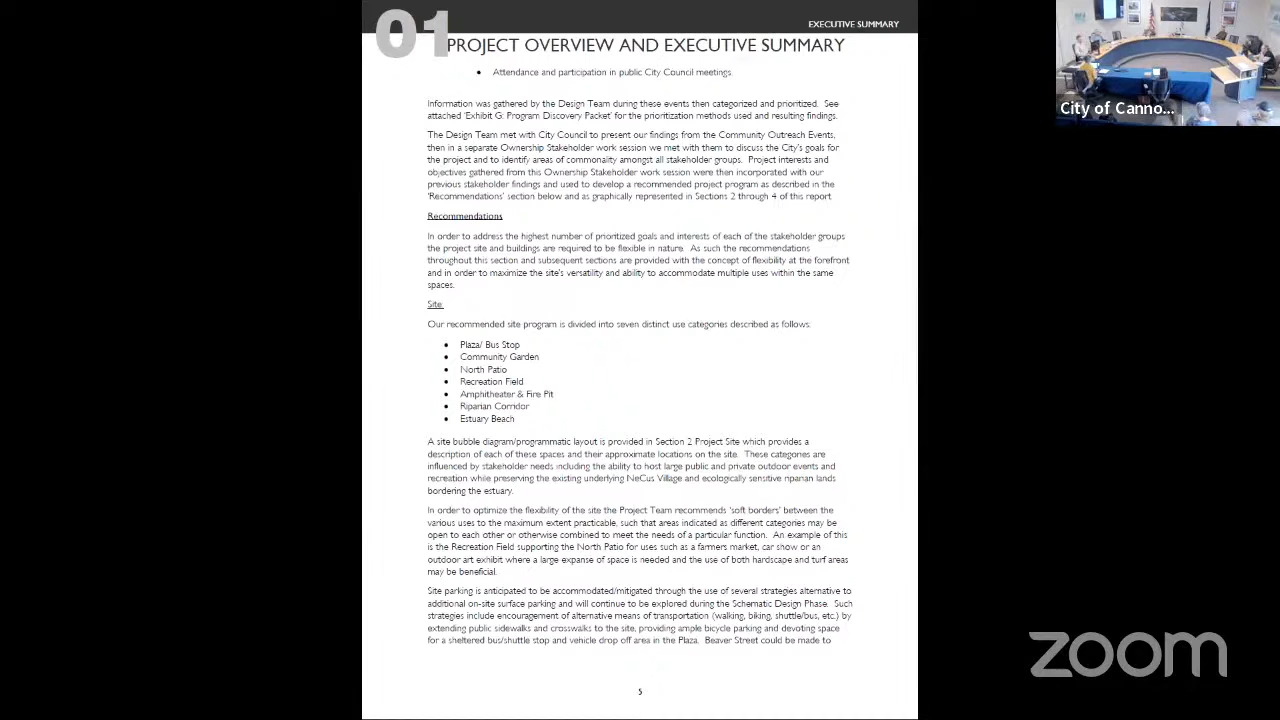 01
EXECUTIVE SUMMARY
PROJECT OVERVIEW AND EXECUTIVE SUMMARY
• Attendance and participation in public City Council meetings.
Information was gathered by the Design Team during these events then categorized and prioritized. See
attached 'Exhibit G: Program Discovery Packet' for the prioritization methods used and resulting findings.
The Design Team met with City Council to present our findings from the Community Outreach Events,
then in a separate Ownership Stakeholder work session we met with them to discuss the City's goals for
the project and to identify areas of commonality amongst all stakeholder groups. Project interests and
objectives gathered from this Ownership Stakeholder work session were then incorporated with our
previous stakeholder findings and used to develop a recommended project program as described in the
'Recommendations' section below and as graphically represented in Sections 2 through 4 of this report
Recommendations
In order to address the highest number of prioritized goals and interests of each of the stakeholder groups
the project site and buildings are required to be flexible in nature. As such the recommendations
throughout this section and subsequent sections are provided with the concept of flexibility at the forefront
and in order to maximize the site's versatility and ability to accommodate multiple uses within the same
spaces.
Site
Our recommended site program is divided into seven distinct use categories described as follows:
• Plaza/ Bus Stop
• Community Garden
• North Patio
• Recreation Field
• Amphitheater & Fire Pit
• Riparian Corridor
• Estuary Beach
A site bubble diagram/programmatic layout is provided in Section 2 Project Site which provides a
description of each of these spaces and their approximate locations on the site. These categories are
influenced by stakeholder needs including the ability to host large public and private outdoor events and
recreation while preserving the existing underlying NeCus Village and ecologically sensitive riparian lands
bordering the estuary.
In order to optimize the flexibility of the site the Project Team recommends 'soft borders' between the
various uses to the maximum extent practicable, such that areas indicated as different categories may be
open to each other or otherwise combined to meet the needs of a particular function. An example of this
is the Recreation Field supporting the North Patio for uses such as a farmers market, car show or an
outdoor art exhibit where a large expanse of space is needed and the use of both hardscape and turf areas
may be beneficial.
Site parking is anticipated to be accommodated/mitigated through the use of several strategies alternative to
additional on-site surface parking and will continue to be explored during the Schematic Design Phase. Such
strategies include encouragement of alternative means of transportation (walking, biking, shuttle/bus, etc.) by
extending public sidewalks and crosswalks to the site, providing ample bicycle parking and devoting space
for a sheltered bus/shuttle stop and vehicle drop off area in the Plaza. Beaver Street could be made to
5
City of Canno...
zoom